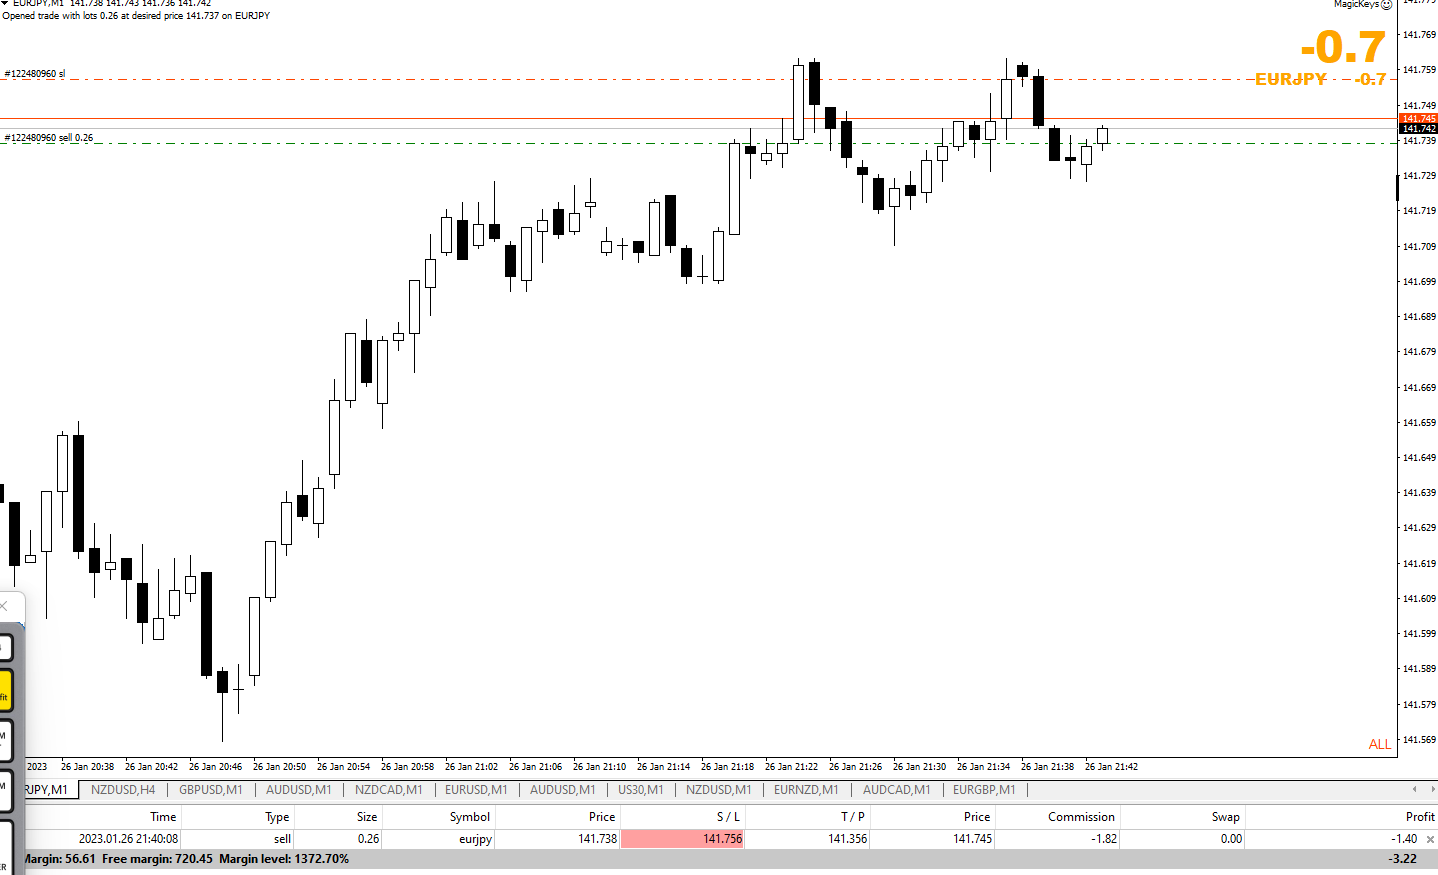 EURJPY,M1 141.738 141.743 141.736 141.742
MagicKeys
Opened trade with lots 0.26 at desired price 141.737 on EURJPY
-0.7
EURJPY -0.7
#122480960 sl
#122480960 sell 0.26
141.779
141.769
141.759
141.749
141.745
141.742
141.739
141.729
141.719
141.709
141.699
141.689
141.679
141.669
141.659
141.649
141.639
141.629
141.619
141.609
141.599
141.589
141.579
141.569
ALL
2023 26 Jan 20:38 26 Jan 20:42 26 Jan 20:46 26 Jan 20:50 26 Jan 20:54 26 Jan 20:58 26 Jan 21:02 26 Jan 21:06 26 Jan 21:10 26 Jan 21:14 26 Jan 21:18 26 Jan 21:22 26 Jan 21:26 26 Jan 21:30 26 Jan 21:34 26 Jan 21:38 26 Jan 21:42
RJPY,M1 NZDUSD,H4 GBPUSD,M1 AUDUSD,M1 NZDCAD,M1 EURUSD,M1 AUDUSD,M1 US30,M1 NZDUSD,M1 EURNZD,M1 AUDCAD,M1 EURGBP,M1
Time Type Size Symbol Price S / L T / P Price Commission Swap Profit
2023.01.26 21:40:08 sell 0.26 eurjpy 141.738 141.756 141.356 141.745 -1.82 0.00 -1.40
Margin: 56.61 Free margin: 720.45 Margin level: 1372.70% -3.22